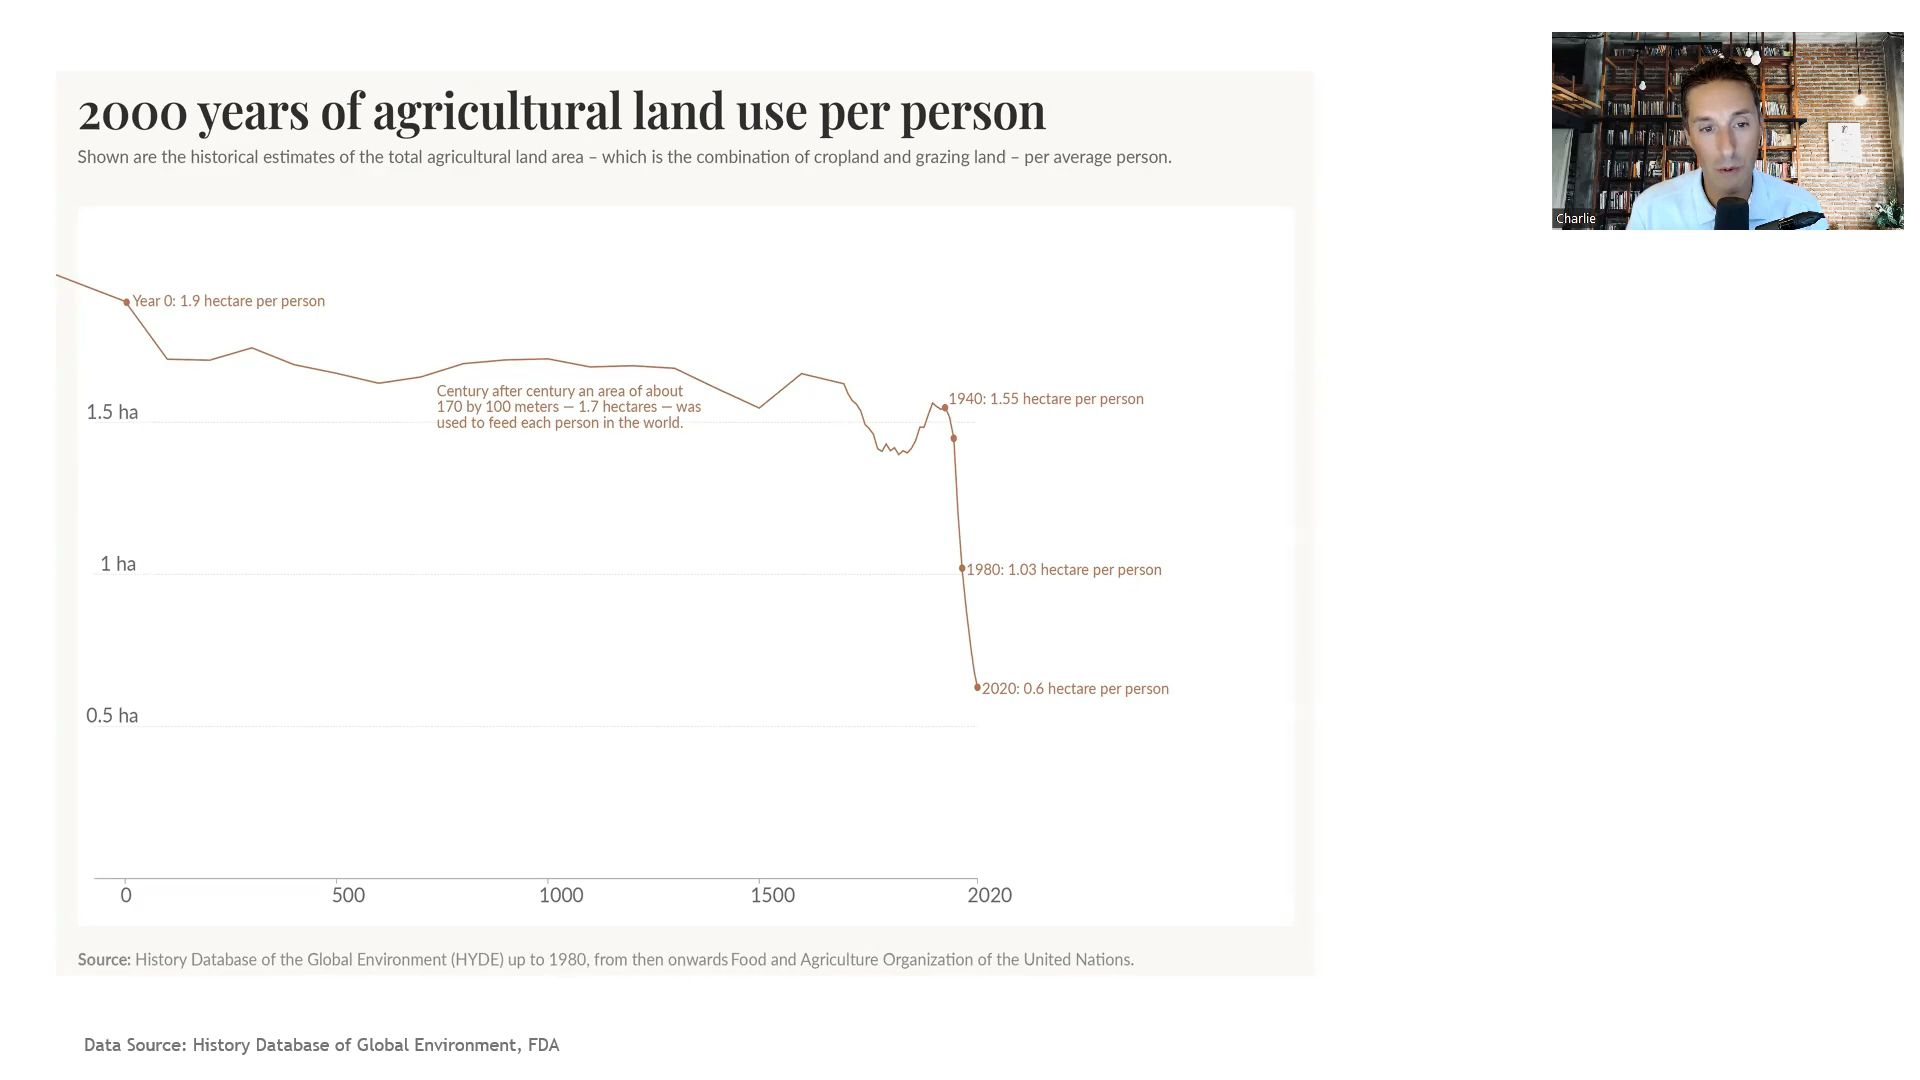 2000 years of agricultural land use per person
Shown are the historical estimates of the total agricultural land area – which is the combination of cropland and grazing land – per average person.
Charlie
Year 0: 1.9 hectare per person
Century after century an area of about
170 by 100 meters — 1.7 hectares — was
used to feed each person in the world.
1940: 1.55 hectare per person
1.5 ha
1 ha
1980: 1.03 hectare per person
2020: 0.6 hectare per person
0.5 ha
0 500 1000 1500 2020
Source: History Database of the Global Environment (HYDE) up to 1980, from then onwards Food and Agriculture Organization of the United Nations.
Data Source: History Database of Global Environment, FDA